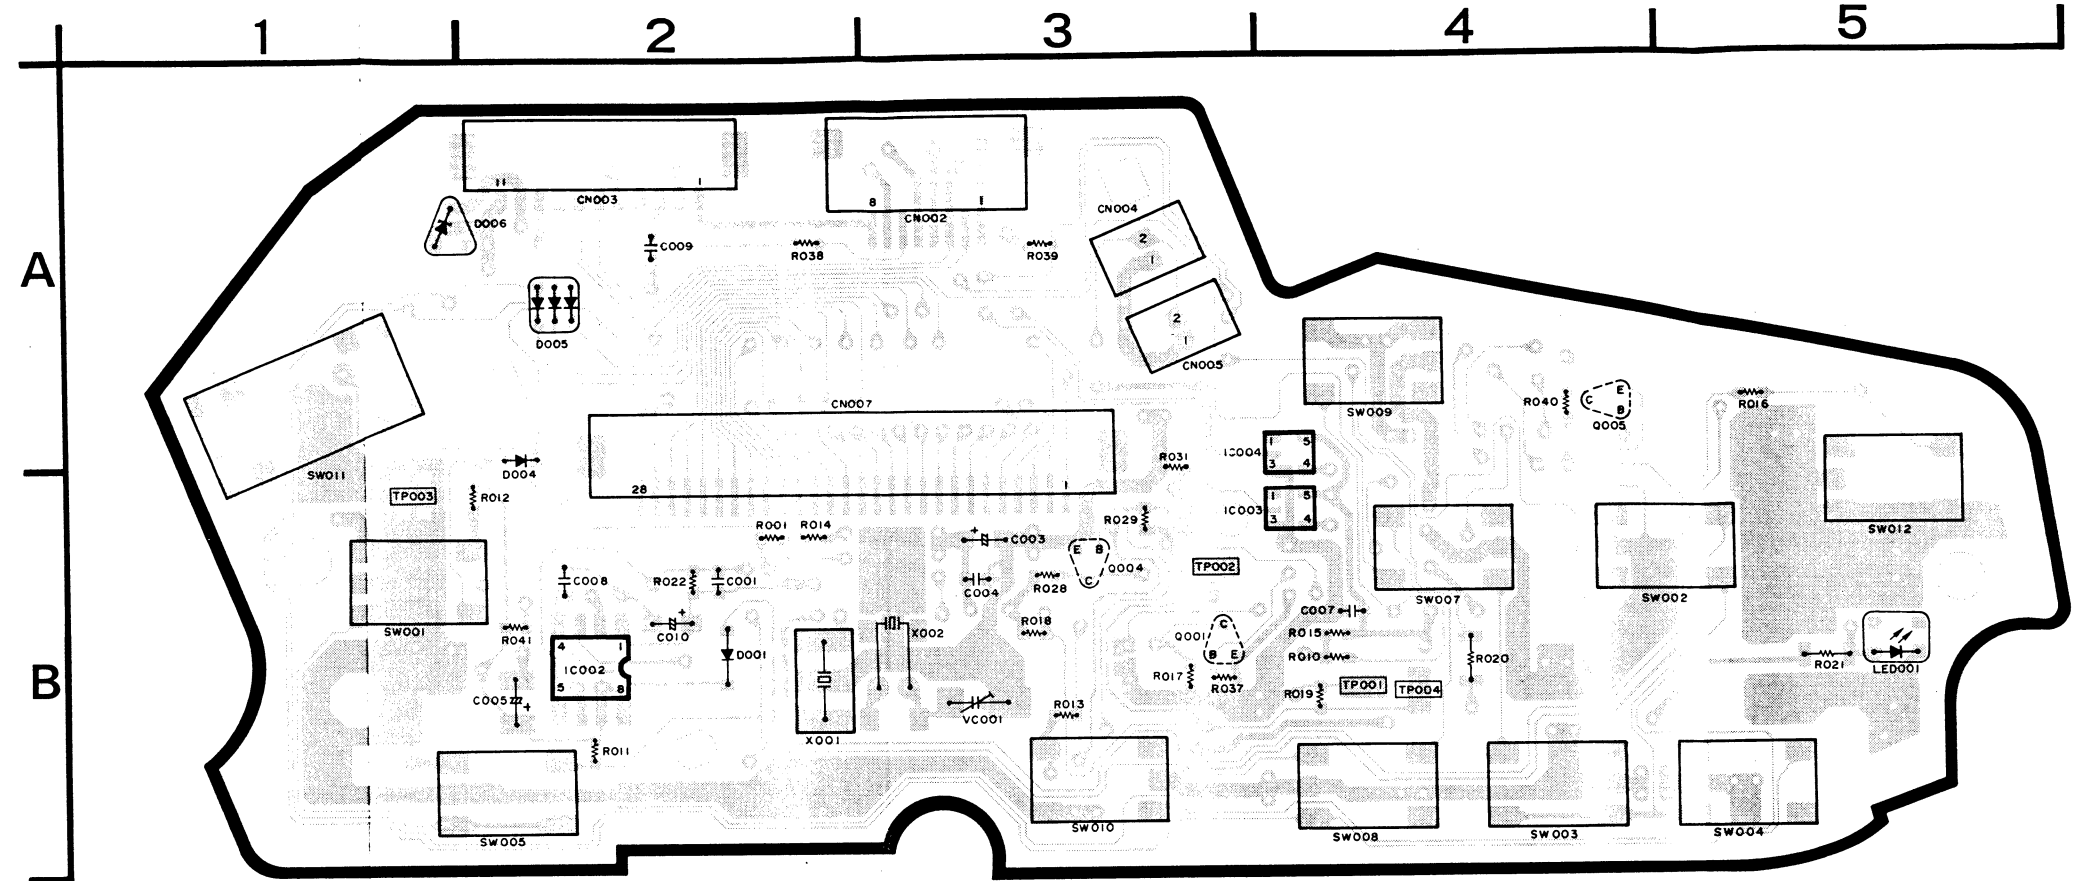 1 2 3 4 5
A
11 1
CN003
8 1
CN002
CN004
2
1
D006
C009
R038
R039
D005
2
1
CN005
SW009
R040
E
C
B
Q005
R016
CN007
SW011
D004
R031
IC004
1 5
3 4
28 1
TP003
R012
IC003
1 5
3 4
R029
SW012
R001 R014
+
C003
E B
C
Q004
TP002
SW001
C008
R022
C001
C004
R028
SW007
SW002
C007
B
R041
+
C010
X002
R018
Q001
C
B E
R015
R010
R020
R021
LED001
4 1
IC002
5 8
D001
R017
R037
R019
TP001
TP004
C005
+
VC001
R013
X001
R011
SW005
SW010
SW008
SW003
SW004